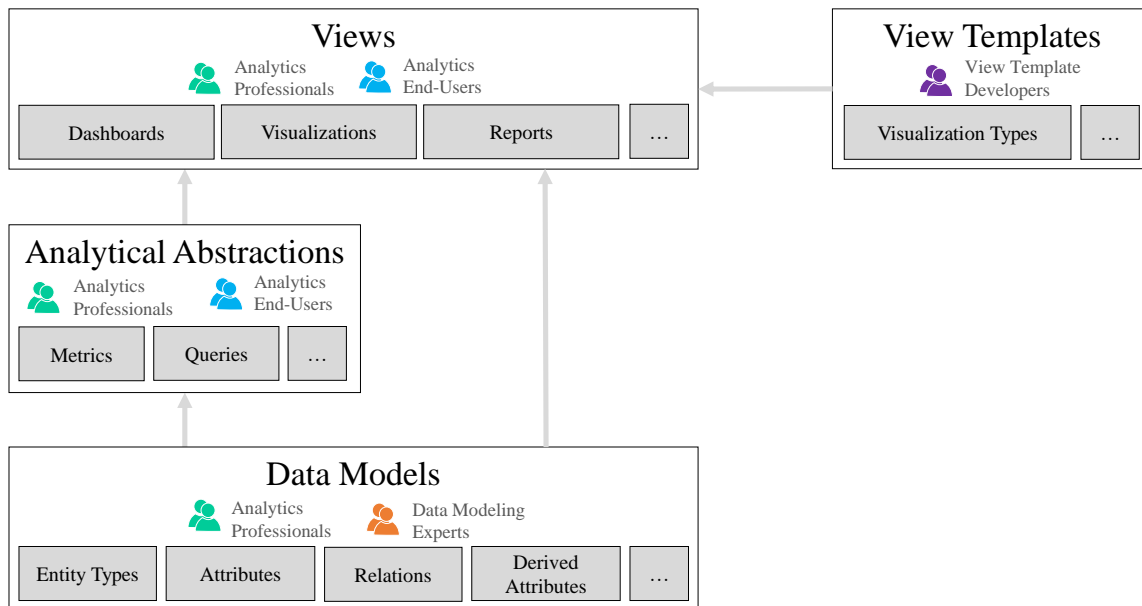 Views
Analytics
Professionals
Analytics
End-Users
Dashboards
Visualizations
Reports
…
View Templates
View Template
Developers
Visualization Types
…
Analytical Abstractions
Analytics
Professionals
Analytics
End-Users
Metrics
Queries
…
Data Models
Analytics
Professionals
Data Modeling
Experts
Entity Types
Attributes
Relations
Derived
Attributes
…